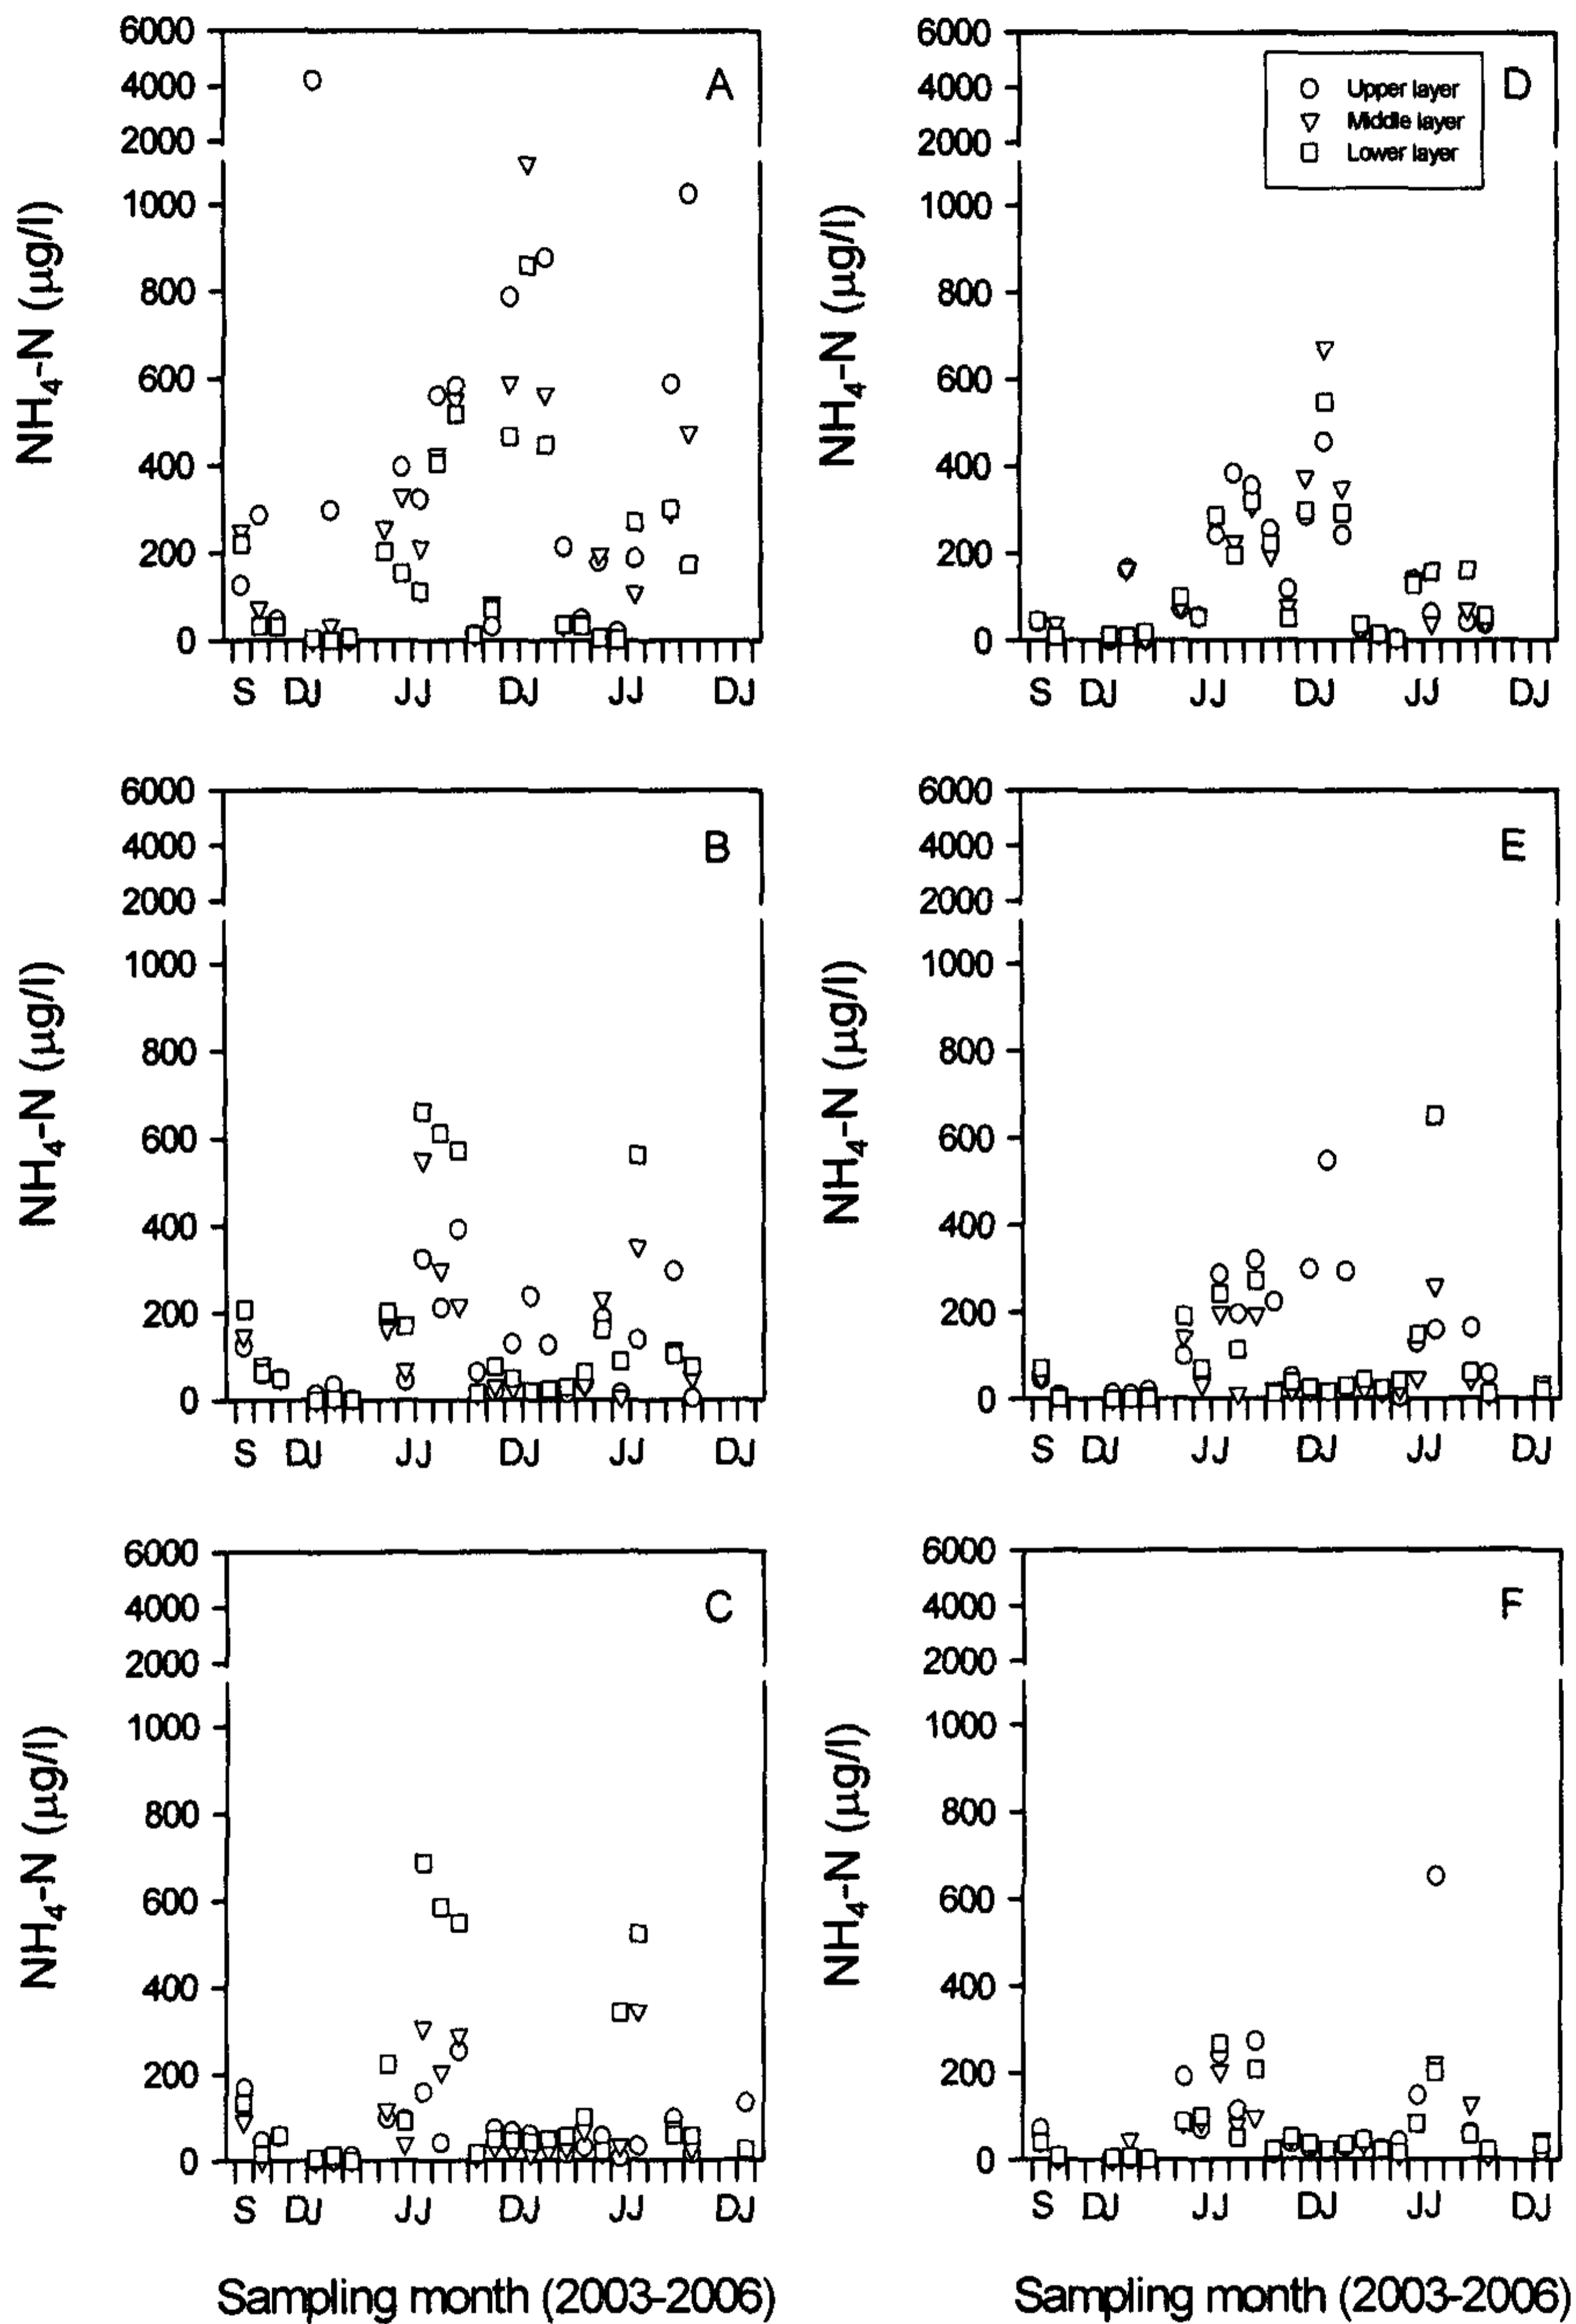 6000
4000
2000
1000
800
600
400
200
0
NH4-N (μg/l)
A
S DJ JJ DJ JJ DJ
6000
4000
2000
1000
800
600
400
200
0
NH4-N (μg/l)
D
Upper layer
Middle layer
Lower layer
S DJ JJ DJ JJ DJ
6000
4000
2000
1000
800
600
400
200
0
NH4-N (μg/l)
B
S DJ JJ DJ JJ DJ
6000
4000
2000
1000
800
600
400
200
0
NH4-N (μg/l)
E
S DJ JJ DJ JJ DJ
6000
4000
2000
1000
800
600
400
200
0
NH4-N (μg/l)
C
S DJ JJ DJ JJ DJ
Sampling month (2003-2006)
6000
4000
2000
1000
800
600
400
200
0
NH4-N (μg/l)
F
S DJ JJ DJ JJ DJ
Sampling month (2003-2006)